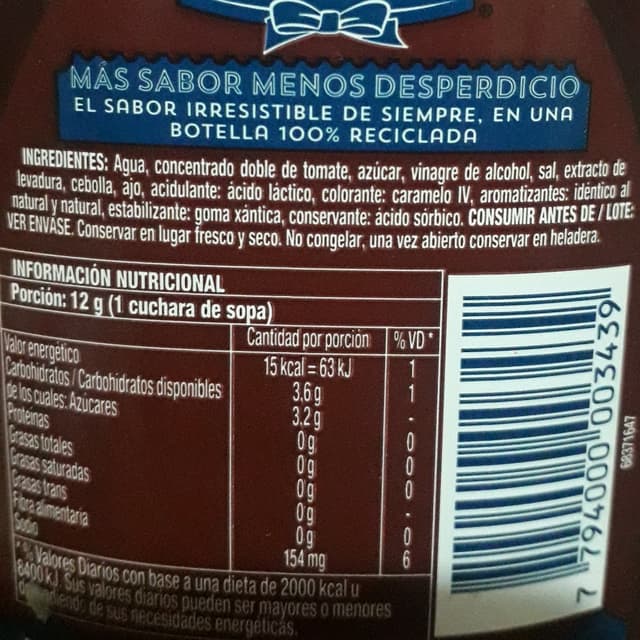 MÁS SABOR MENOS DESPERDICIO
EL SABOR IRRESISTIBLE DE SIEMPRE, EN UNA
BOTELLA 100% RECICLADA
INGREDIENTES: Agua, concentrado doble de tomate, azúcar, vinagre de alcohol, sal, extracto de
levadura, cebolla, ajo, acidulante: ácido láctico, colorante: caramelo IV, aromatizantes: idéntico al
natural y natural, estabilizante: goma xántica, conservante: ácido sórbico. CONSUMIR ANTES DE / LOTE:
VER ENVASE. Conservar en lugar fresco y seco. No congelar, una vez abierto conservar en heladera.
INFORMACIÓN NUTRICIONAL
Porción: 12 g (1 cuchara de sopa)
Cantidad por porción % VD *
Valor energético 15 kcal = 63 kJ 1
Carbohidratos / Carbohidratos disponibles 3.6 g 1
de los cuales: Azúcares 3.2 g -
Proteínas 0 g 0
Grasas totales 0 g 0
Grasas saturadas 0 g 0
Grasas trans 0 g -
Fibra alimentaria 0 g 0
Sodio 154 mg 6
* % Valores Diarios con base a una dieta de 2000 kcal u
8400 kJ. Sus valores diarios pueden ser mayores o menores
dependiendo de sus necesidades energéticas.
7 794000 003439
68371647